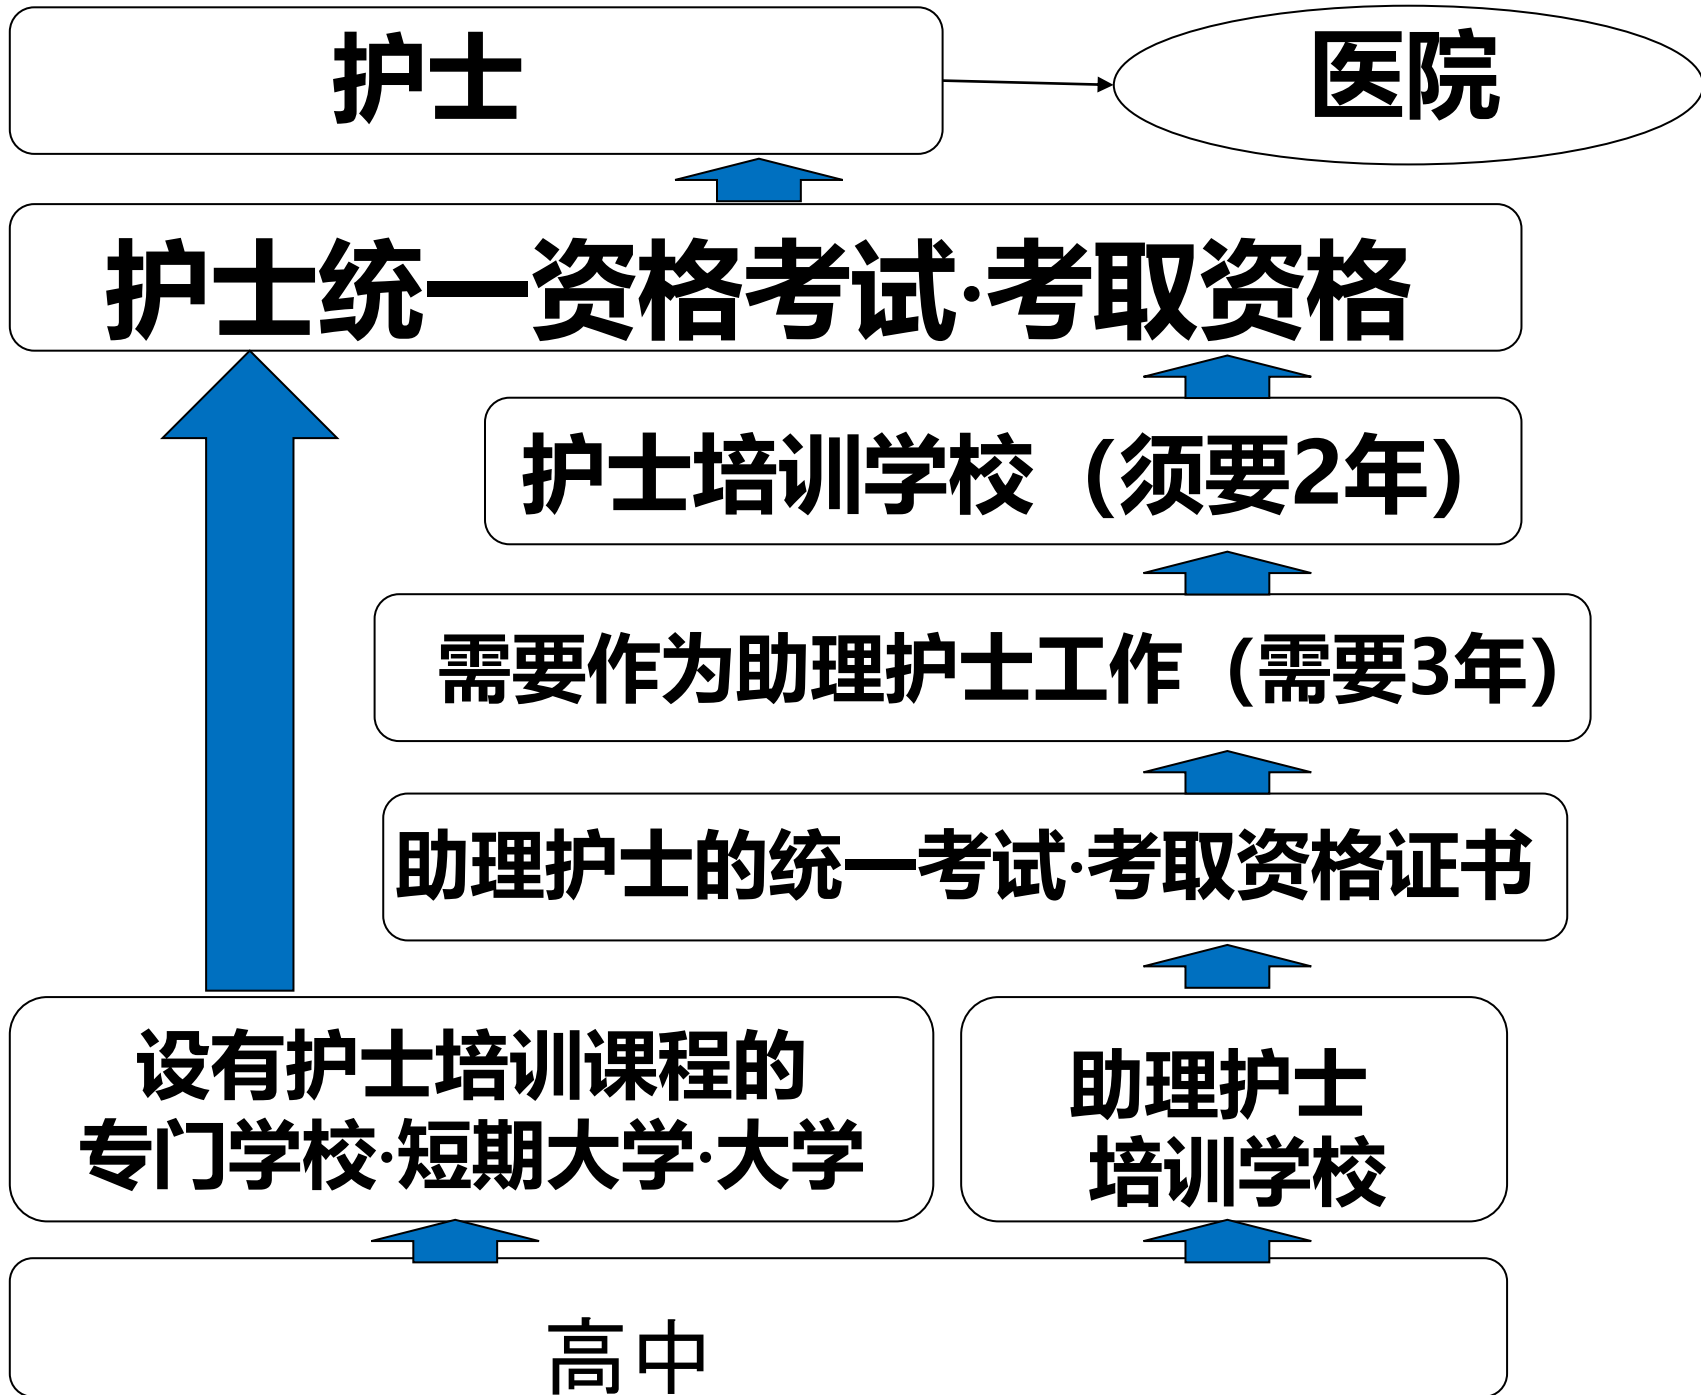 护士
医院
护士统一资格考试·考取资格
护士培训学校（须要2年）
需要作为助理护士工作（需要3年）
助理护士的统一考试·考取资格证书
设有护士培训课程的
专门学校·短期大学·大学
助理护士
培训学校
高中